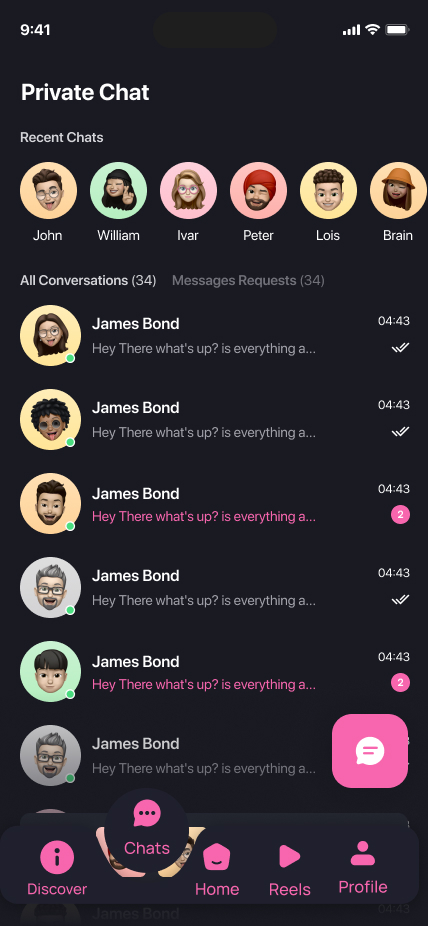 9:41
Private Chat
Recent Chats
John William Ivar Peter Lois Brain
All Conversations (34) Messages Requests (34)
James Bond 04:43
Hey There what's up? is everything a...
James Bond 04:43
Hey There what's up? is everything a...
James Bond 04:43
Hey There what's up? is everything a... 2
James Bond 04:43
Hey There what's up? is everything a...
James Bond 04:43
Hey There what's up? is everything a... 2
James Bond
Hey There what's up? is everything a...
Chats
Discover Home Reels Profile
James Bond 04:43